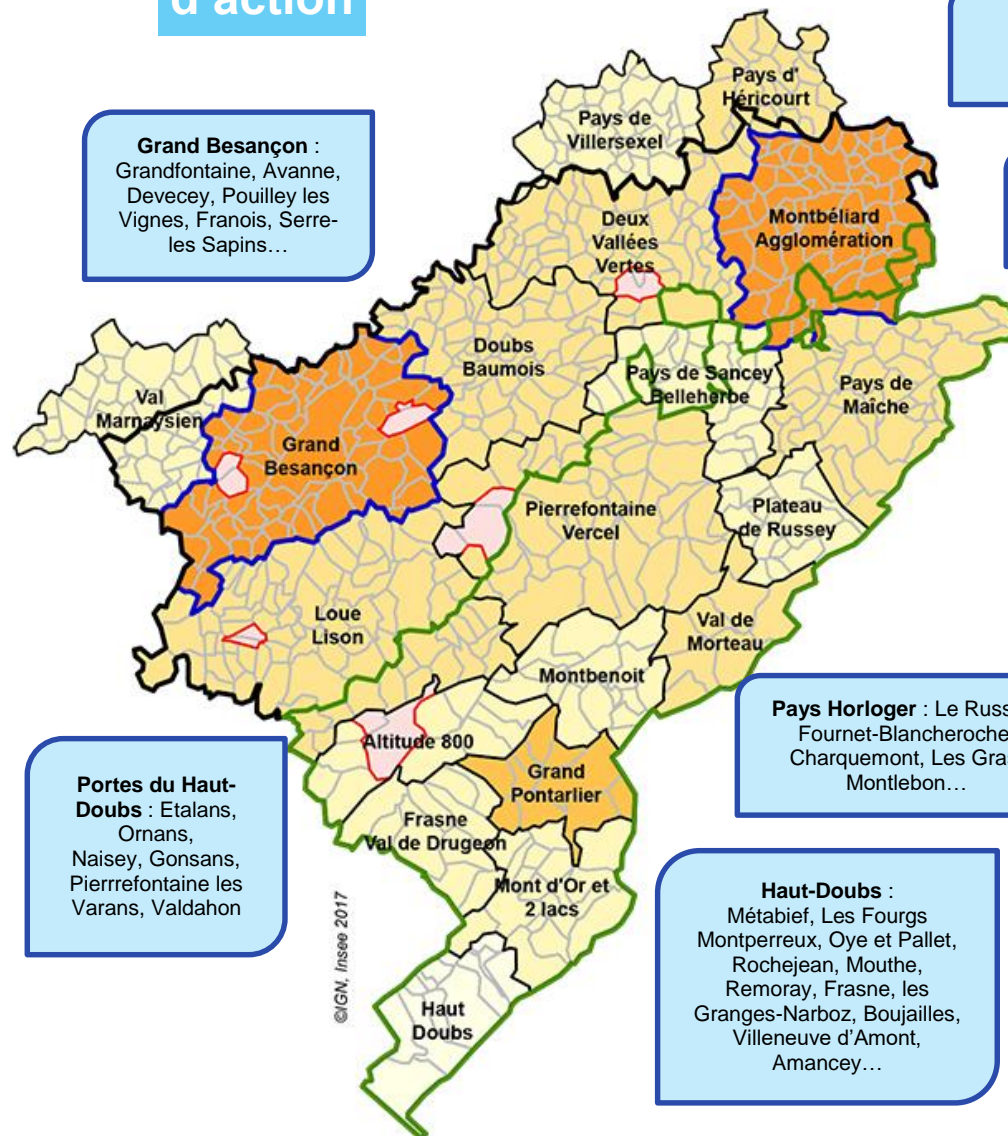 d'action
Grand Besançon :
Grandfontaine, Avanne,
Devecey, Pouilley les
Vignes, Franois, Serre-
les Sapins…
Pays d'
Héricourt
Pays de
Villersexel
Deux
Vallées
Vertes
Montbéliard
Agglomération
Doubs
Baumois
Pays de Sancey
Belleherbe
Pays de
Maîche
Val
Marnaysien
Grand
Besançon
Pierrefontaine
Vercel
Plateau
de Russey
Loue
Lison
Val de
Morteau
Montbenoit
Altitude 800
Grand
Pontarlier
Frasne
Val de Drugeon
Mont d'Or et
2 lacs
Haut
Doubs
©IGN, Insee 2017
Pays Horloger : Le Russ
Fournet-Blancheroche
Charquemont, Les Gra
Montlebon…
Portes du Haut-
Doubs : Etalans,
Ornans,
Naisey, Gonsans,
Pierrrefontaine les
Varans, Valdahon
Haut-Doubs :
Métabief, Les Fourgs
Montperreux, Oye et Pallet,
Rochejean, Mouthe,
Remoray, Frasne, les
Granges-Narboz, Boujailles,
Villeneuve d'Amont,
Amancey…